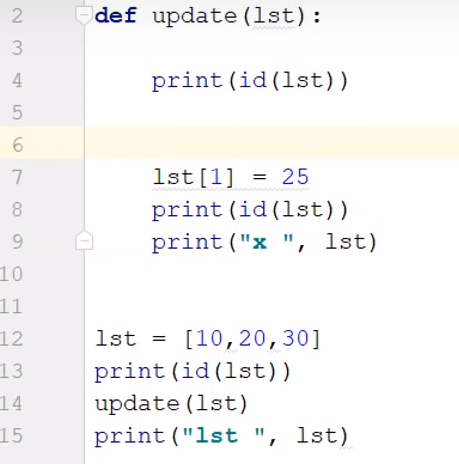 2 def update(lst):
3
4     print(id(lst))
5
6
7     lst[1] = 25
8     print(id(lst))
9     print("x ", lst)
10
11
12 lst = [10,20,30]
13 print(id(lst))
14 update(lst)
15 print("lst ", lst)